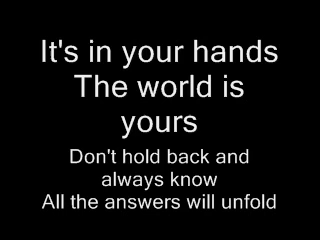 It's in your hands
The world is
yours
Don't hold back and
always know
All the answers will unfold